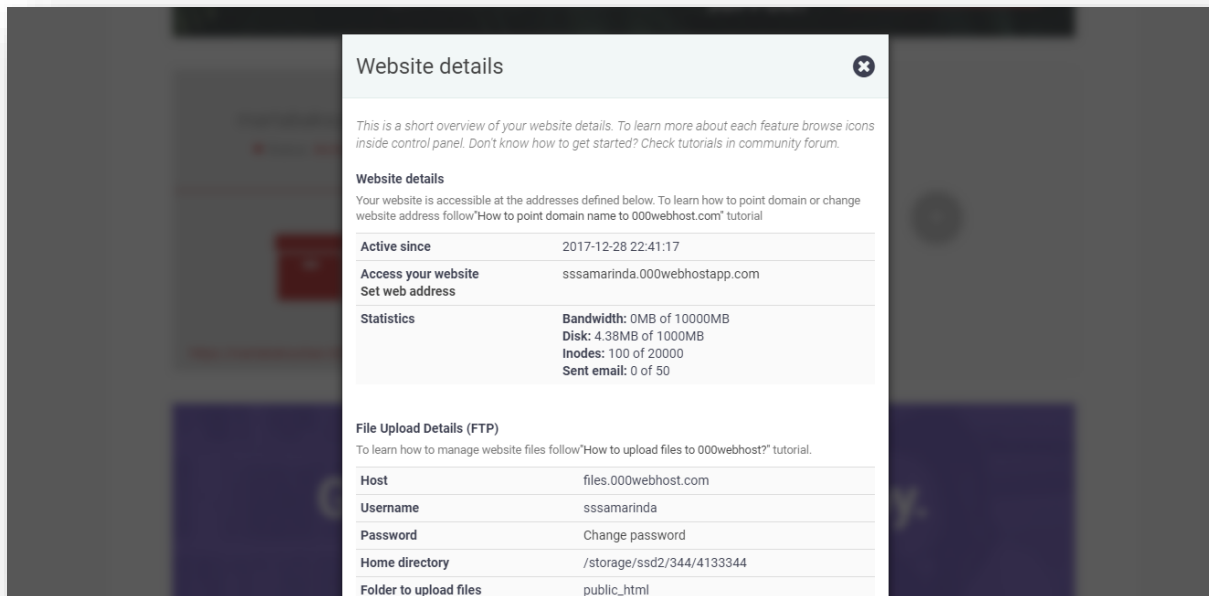 Website details
This is a short overview of your website details. To learn more about each feature browse icons
inside control panel. Don't know how to get started? Check tutorials in community forum.
Website details
Your website is accessible at the addresses defined below. To learn how to point domain or change
website address follow"How to point domain name to 000webhost.com" tutorial
Active since 2017-12-28 22:41:17
Access your website sssamarinda.000webhostapp.com
Set web address
Statistics Bandwidth: 0MB of 10000MB
Disk: 4.38MB of 1000MB
Inodes: 100 of 20000
Sent email: 0 of 50
File Upload Details (FTP)
To learn how to manage website files follow"How to upload files to 000webhost?" tutorial.
Host files.000webhost.com
Username sssamarinda
Password Change password
Home directory /storage/ssd2/344/4133344
Folder to upload files public_html